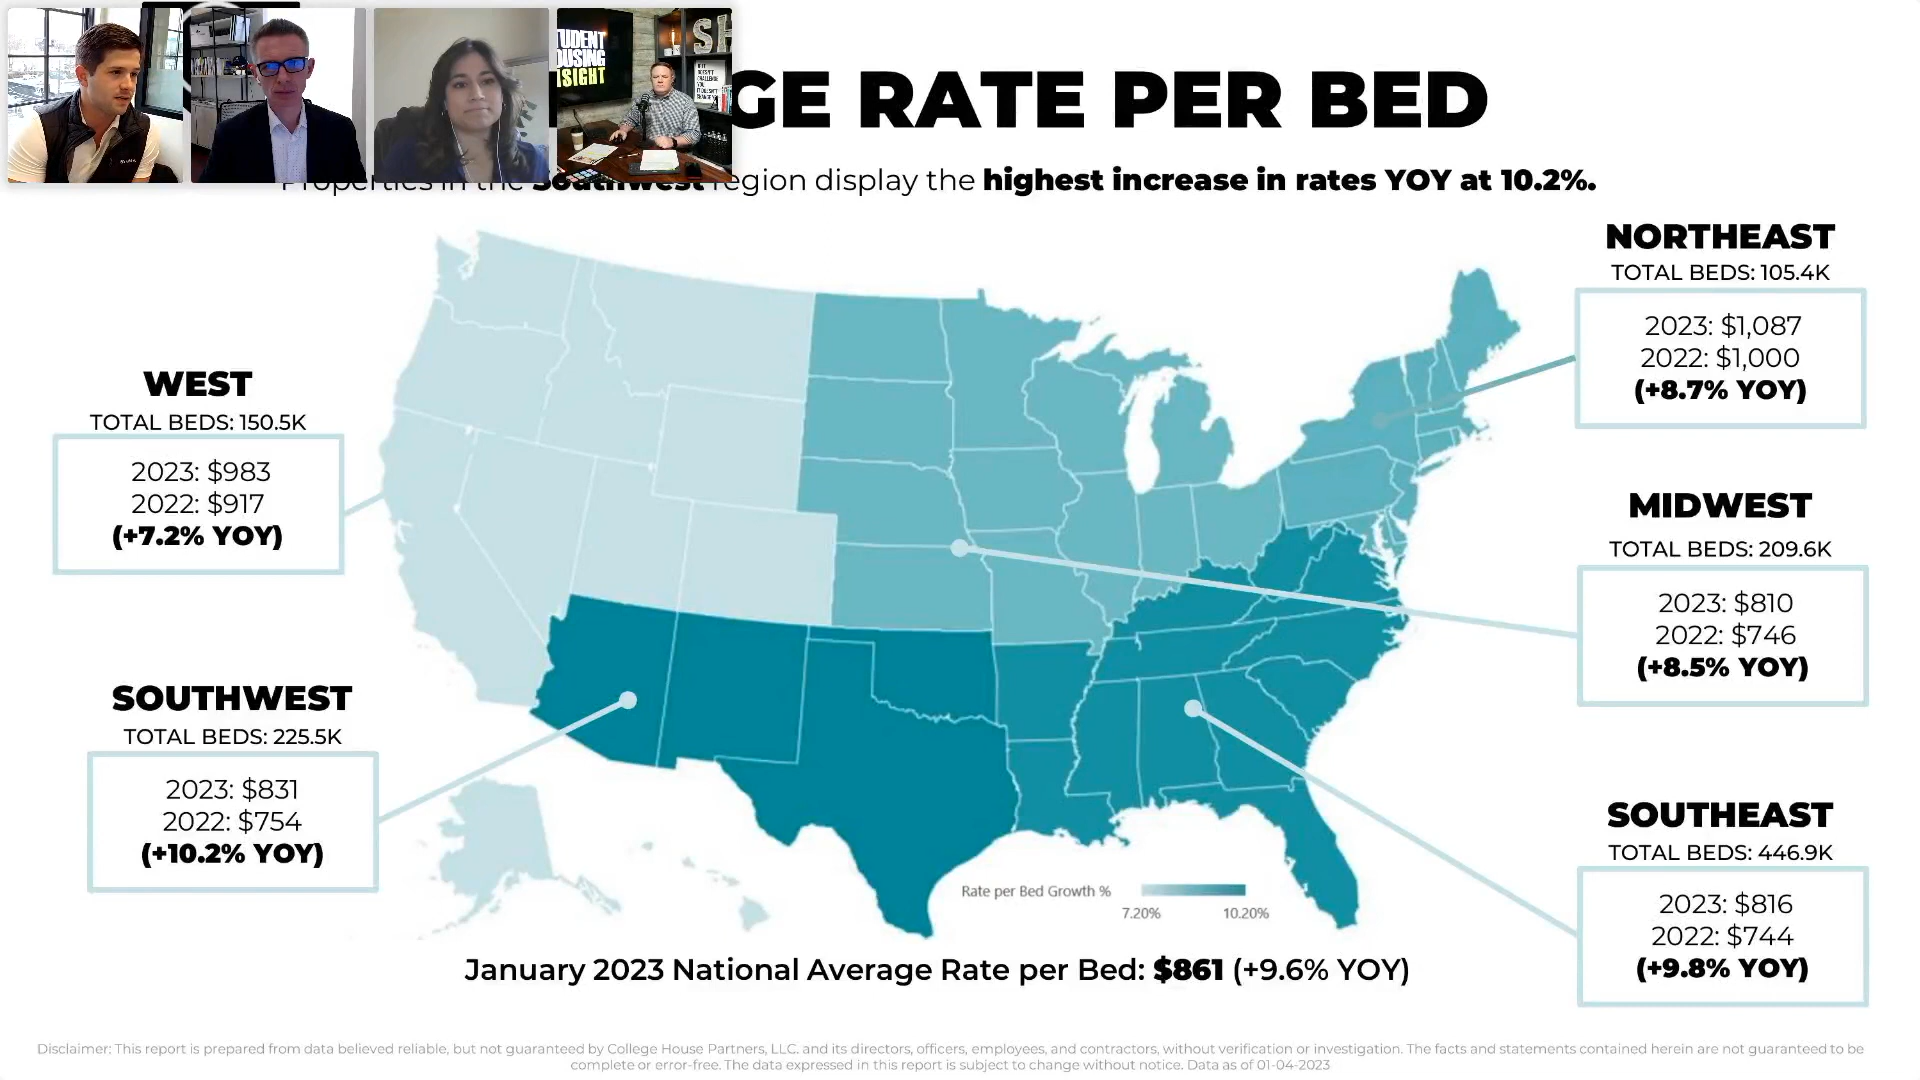 TUDENT
OUSING
NSIGHT
SH
GE RATE PER BED
Properties in the Southwest region display the highest increase in rates YOY at 10.2%.
NORTHEAST
TOTAL BEDS: 105.4K
2023: $1,087
2022: $1,000
(+8.7% YOY)
WEST
TOTAL BEDS: 150.5K
2023: $983
2022: $917
(+7.2% YOY)
MIDWEST
TOTAL BEDS: 209.6K
2023: $810
2022: $746
(+8.5% YOY)
SOUTHWEST
TOTAL BEDS: 225.5K
2023: $831
2022: $754
(+10.2% YOY)
SOUTHEAST
TOTAL BEDS: 446.9K
2023: $816
2022: $744
(+9.8% YOY)
Rate per Bed Growth %
7.20% 10.20%
January 2023 National Average Rate per Bed: $861 (+9.6% YOY)
Disclaimer: This report is prepared from data believed reliable, but not guaranteed by College House Partners, LLC. and its directors, officers, employees, and contractors, without verification or investigation. The facts and statements contained herein are not guaranteed to be
complete or error-free. The data expressed in this report is subject to change without notice. Data as of 01-04-2023